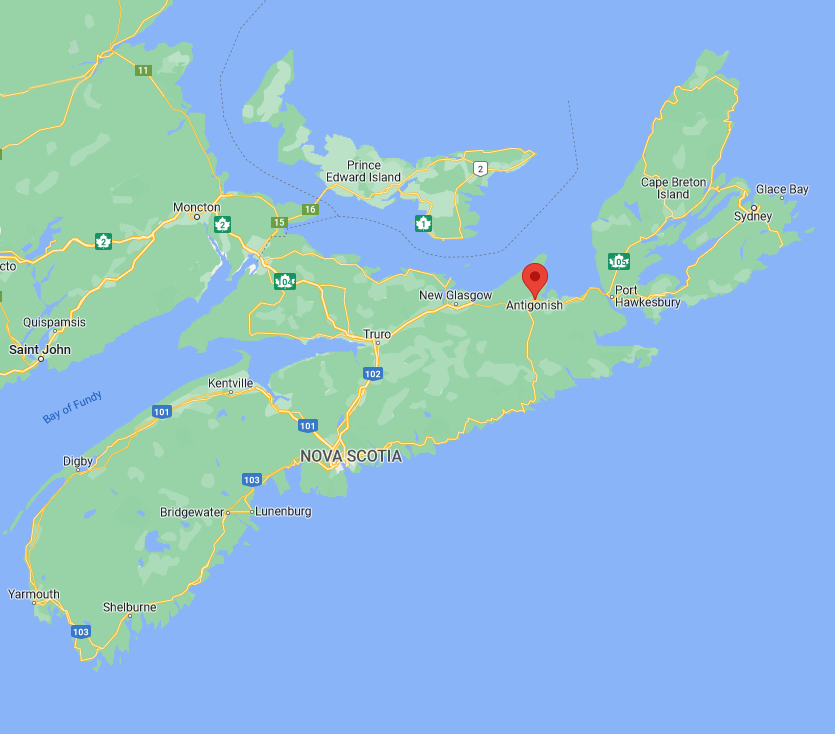 11
Prince
Edward Island
2
Cape Breton
Island
Glace Bay
Sydney
16
Moncton
2
15
1
2
cto
105
104
New Glasgow
Antigonish
Port
Hawkesbury
Quispamsis
Truro
Saint John
102
Kentville
Bay of Fundy
101
101
NOVA SCOTIA
Digby
103
Bridgewater
Lunenburg
Yarmouth
Shelburne
103